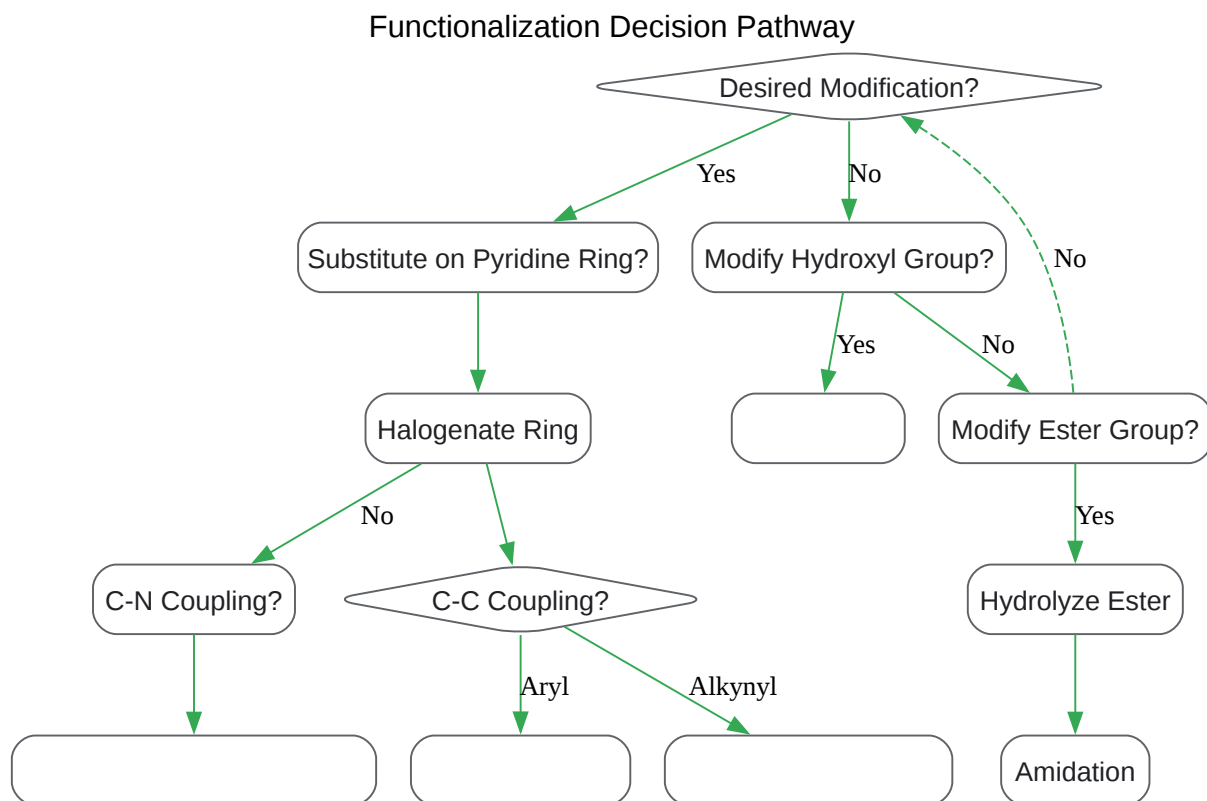 Functionalization Decision Pathway
Desired Modification?
Yes
No
Substitute on Pyridine Ring?
Modify Hydroxyl Group?
No
Yes
No
Halogenate Ring
Modify Ester Group?
No
Yes
C-N Coupling?
C-C Coupling?
Hydrolyze Ester
Aryl
Alkynyl
Amidation